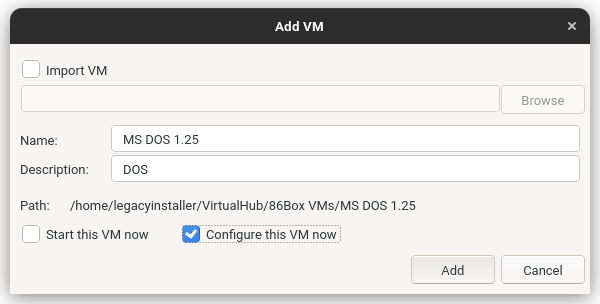 Add VM
Import VM
Browse
Name: MS DOS 1.25
Description: DOS
Path: /home/legacyinstaller/VirtualHub/86Box VMs/MS DOS 1.25
Start this VM now Configure this VM now
Add Cancel